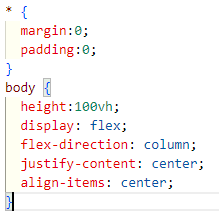 * {
  margin:0;
  padding:0;
}
body {
  height:100vh;
  display: flex;
  flex-direction: column;
  justify-content: center;
  align-items: center;
}